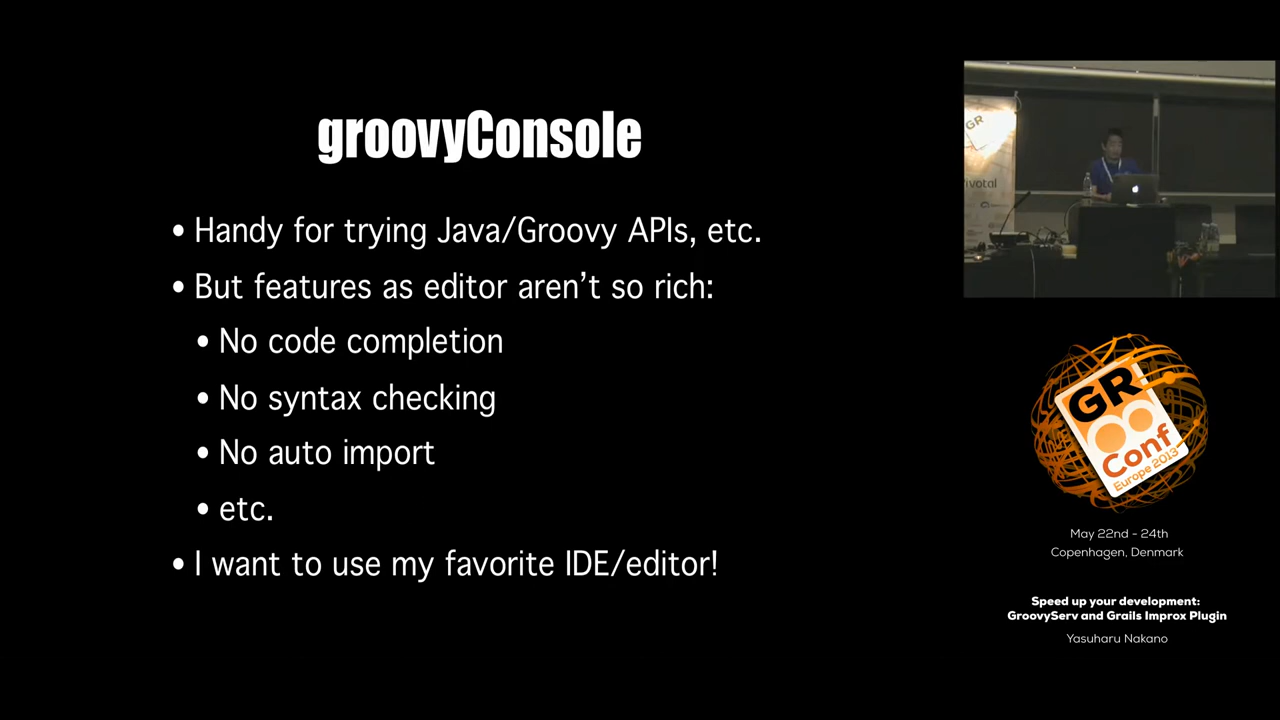 groovyConsole
• Handy for trying Java/Groovy APIs, etc.
• But features as editor aren’t so rich:
• No code completion
• No syntax checking
• No auto import
• etc.
• I want to use my favorite IDE/editor!
GR
ivotal
GR
Conf
Europe 2013
May 22nd - 24th
Copenhagen, Denmark
Speed up your development:
GroovyServ and Grails Improx Plugin
Yasuharu Nakano